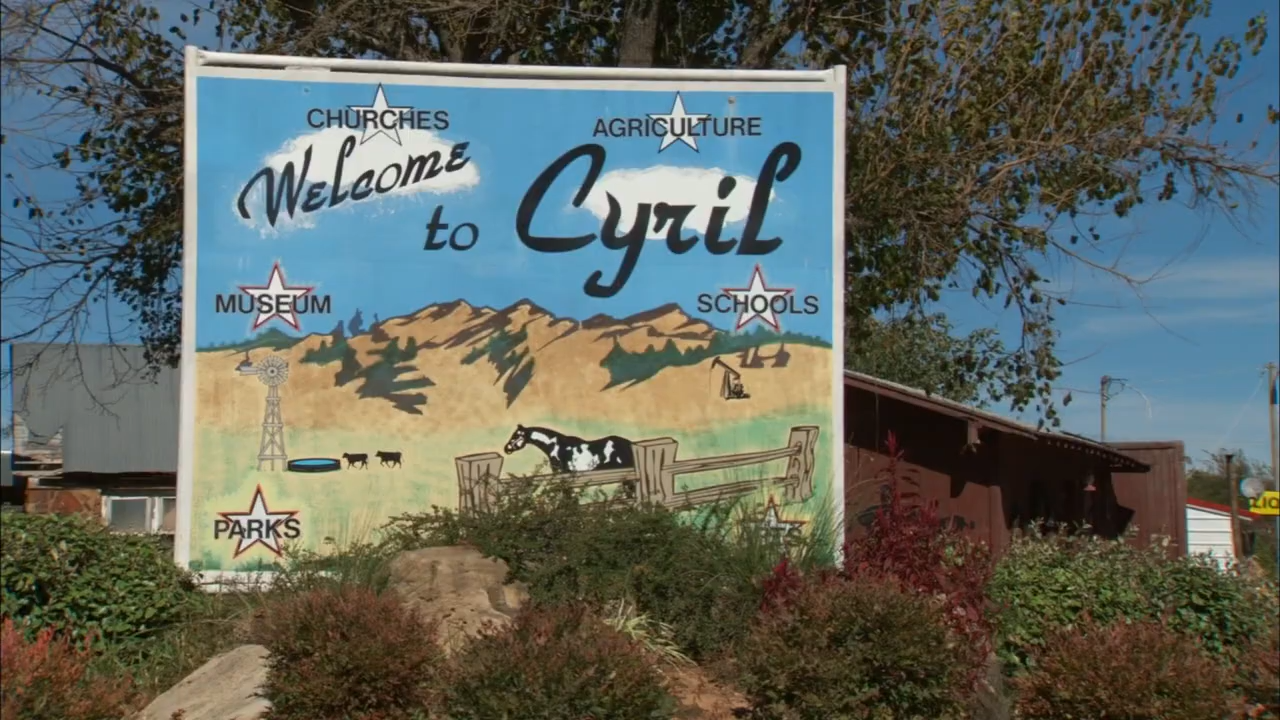 CHURCHES
AGRICULTURE
Welcome
to Cyril
MUSEUM
SCHOOLS
PARKS